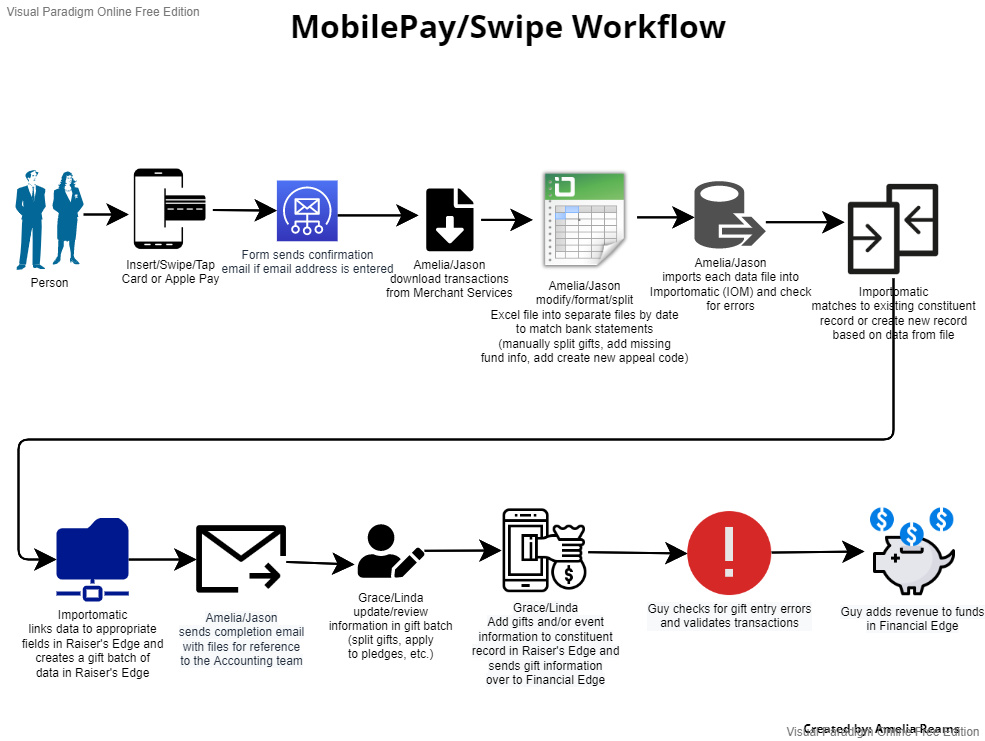 Visual Paradigm Online Free Edition
MobilePay/Swipe Workflow
Person
Insert/Swipe/Tap
Card or Apple Pay
Form sends confirmation
email if email address is entered
Amelia/Jason
download transactions
from Merchant Services
Amelia/Jason
modify/format/split
Excel file into separate files by date
to match bank statements
(manually split gifts, add missing
fund info, add create new appeal code)
Amelia/Jason
imports each data file into
Importomatic (IOM) and check
for errors
Importomatic
matches to existing constituent
record or create new record
based on data from file
Importomatic
links data to appropriate
fields in Raiser's Edge and
creates a gift batch of
data in Raiser's Edge
Amelia/Jason
sends completion email
with files for reference
to the Accounting team
Grace/Linda
update/review
information in gift batch
(split gifts, apply
to pledges, etc.)
Grace/Linda
Add gifts and/or event
information to constituent
record in Raiser's Edge and
sends gift information
over to Financial Edge
Guy checks for gift entry errors
and validates transactions
Guy adds revenue to funds
in Financial Edge
Created by: Amelia Reams
Visual Paradigm Online Free Edition